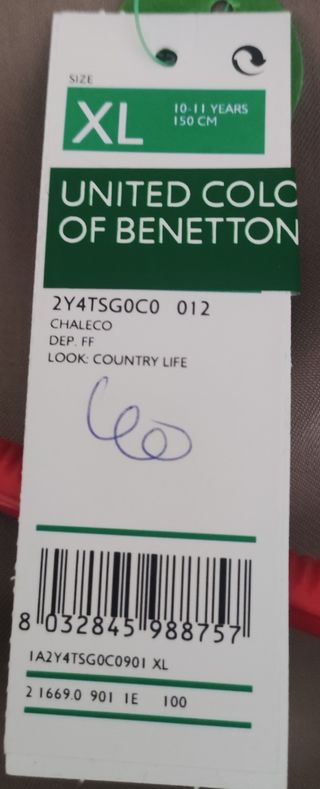 SIZE
XL
10-11 YEARS
150 CM
UNITED COLO
OF BENETTON
2Y4TSG0C0 012
CHALECO
DEP. FF
LOOK: COUNTRY LIFE
8 032845 988757
1A2Y4TSG0C0901 XL
2 1669.0 901 1E 100